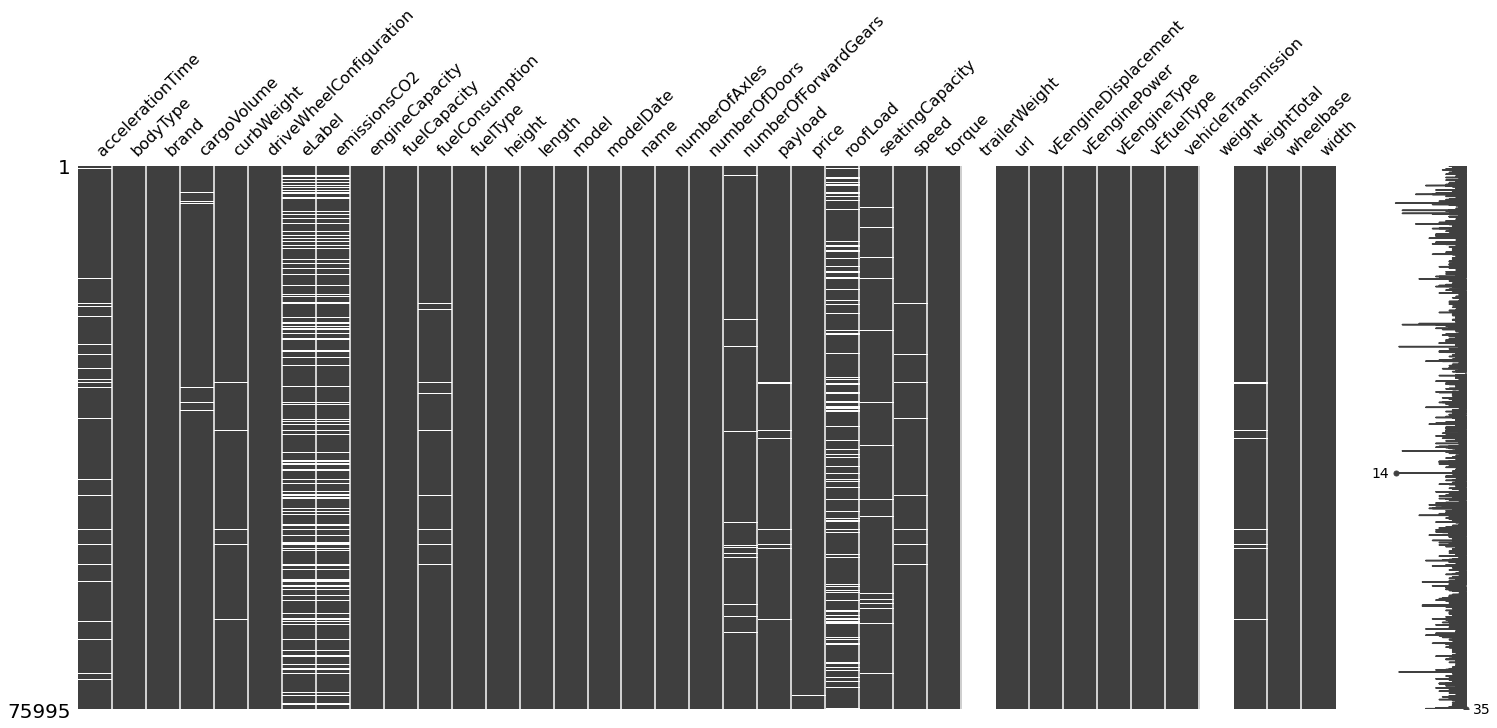 accelerationTime
bodyType
brand
cargoVolume
curbWeight
driveWheelConfiguration
eLabel
emissionsCO2
engineCapacity
fuelCapacity
fuelConsumption
fuelType
height
length
model
modelDate
name
numberOfAxles
numberOfDoors
numberOfForwardGears
payload
price
roofLoad
seatingCapacity
speed
torque
trailerWeight
url
vEengineDisplacement
vEenginePower
vEengineType
vEfuelType
vehicleTransmission
weight
weightTotal
wheelbase
width
1
14
75995
35